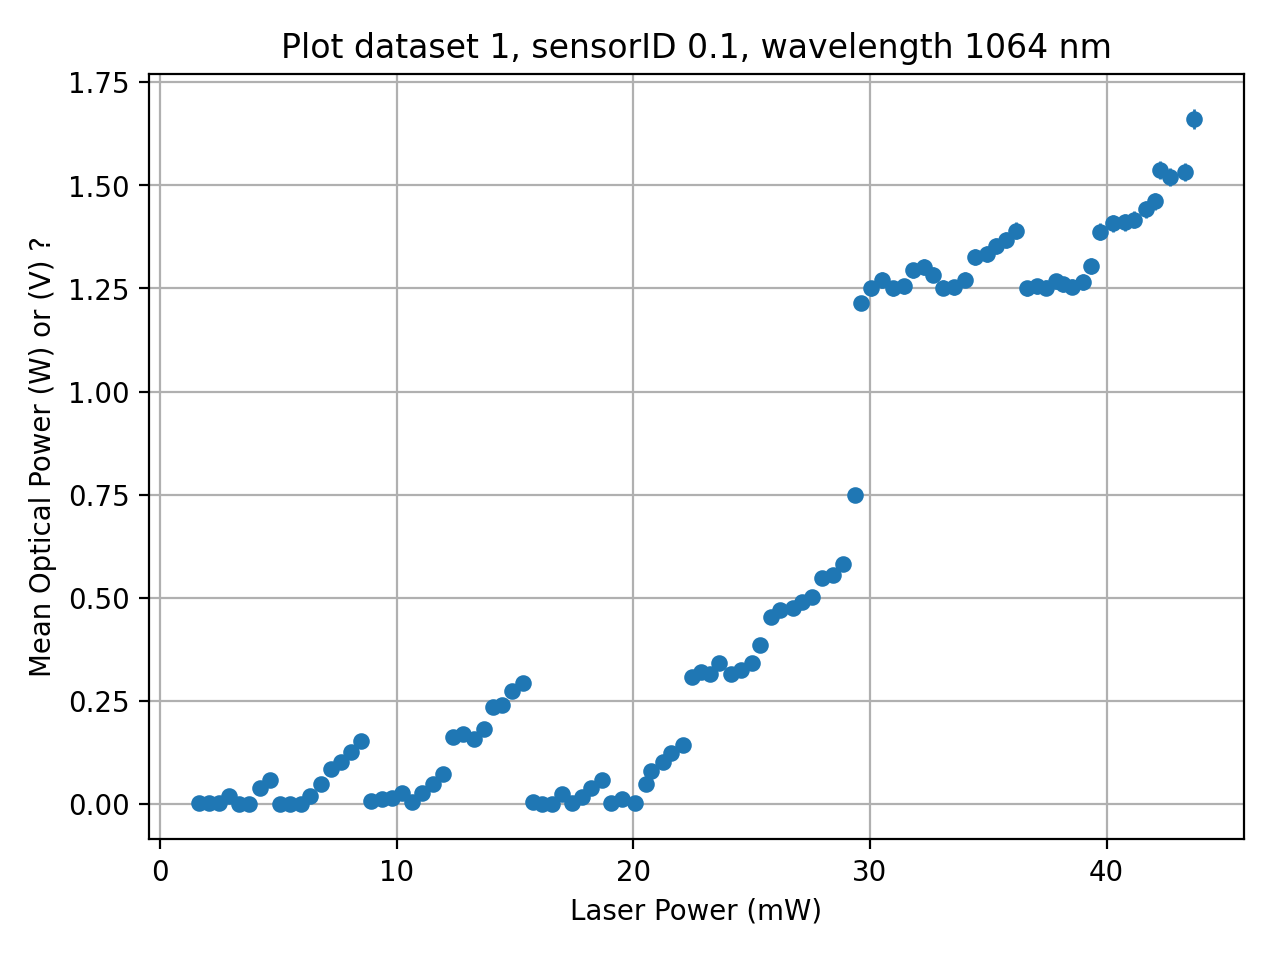 Plot dataset 1, sensorID 0.1, wavelength 1064 nm
Mean Optical Power (W) or (V) ?
1.75
1.50
1.25
1.00
0.75
0.50
0.25
0.00
0 10 20 30 40
Laser Power (mW)